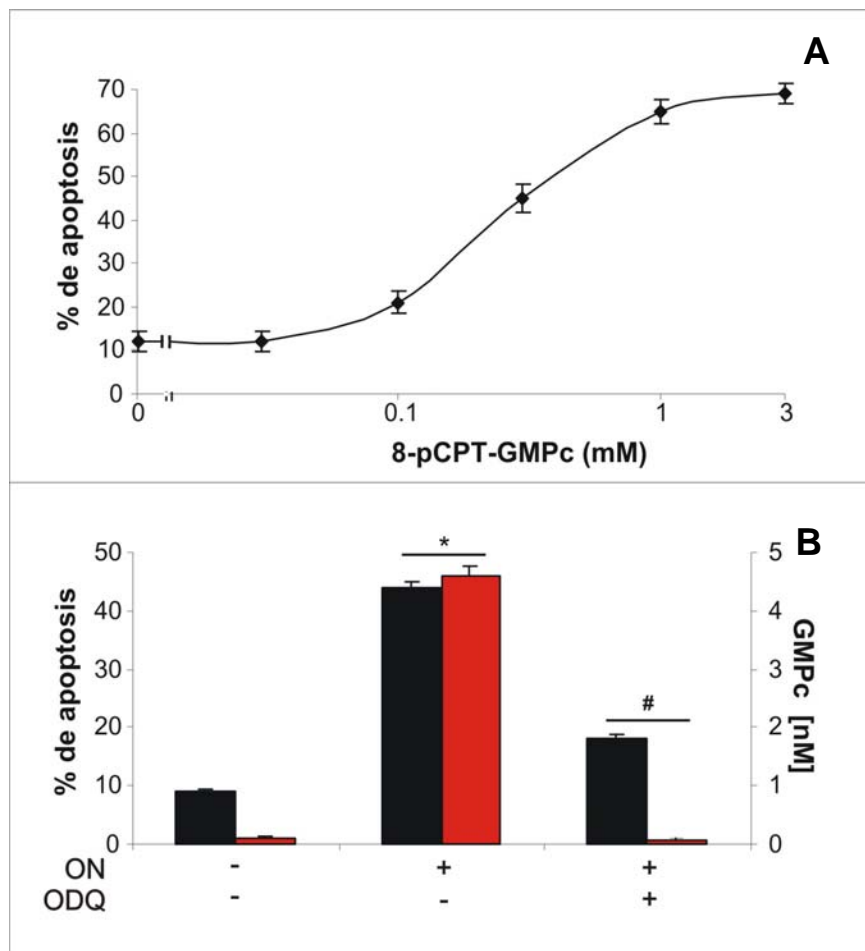 A
% de apoptosis
70
60
50
40
30
20
10
0
0 0.1 1 3
8-pCPT-GMPc (mM)
B
% de apoptosis
50
40
30
20
10
0
*
#
5
4
3
2
1
0
GMPc [nM]
ON - + +
ODQ - - +